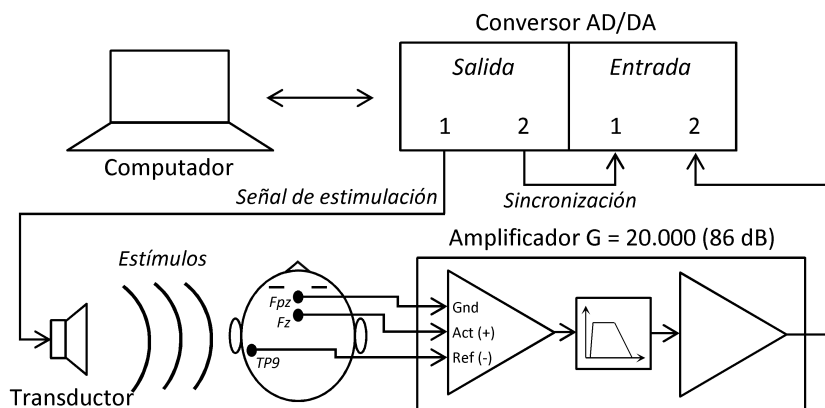 Conversor AD/DA
Salida Entrada
1 2 1 2
Computador
Señal de estimulación
Sincronización
Amplificador G = 20.000 (86 dB)
Estímulos
Fpz
Fz
TP9
Gnd
Act (+)
Ref (-)
Transductor